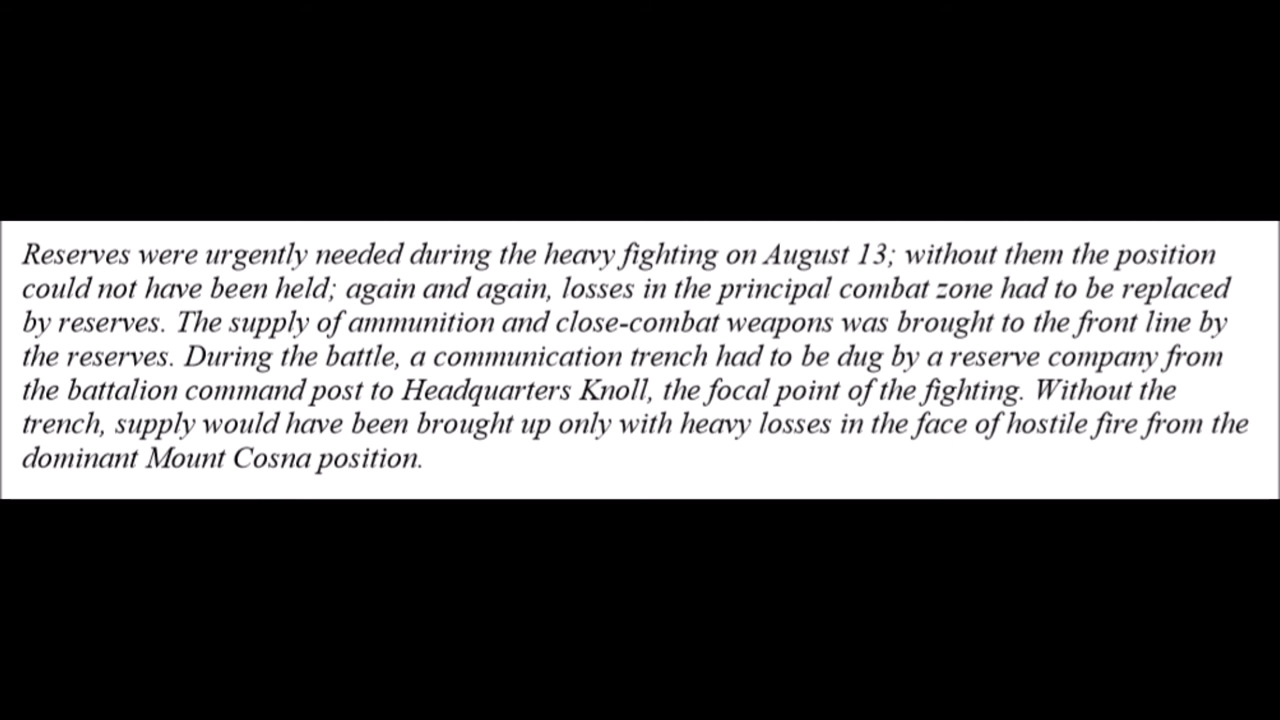 Reserves were urgently needed during the heavy fighting on August 13; without them the position
could not have been held; again and again, losses in the principal combat zone had to be replaced
by reserves. The supply of ammunition and close-combat weapons was brought to the front line by
the reserves. During the battle, a communication trench had to be dug by a reserve company from
the battalion command post to Headquarters Knoll, the focal point of the fighting. Without the
trench, supply would have been brought up only with heavy losses in the face of hostile fire from the
dominant Mount Cosna position.